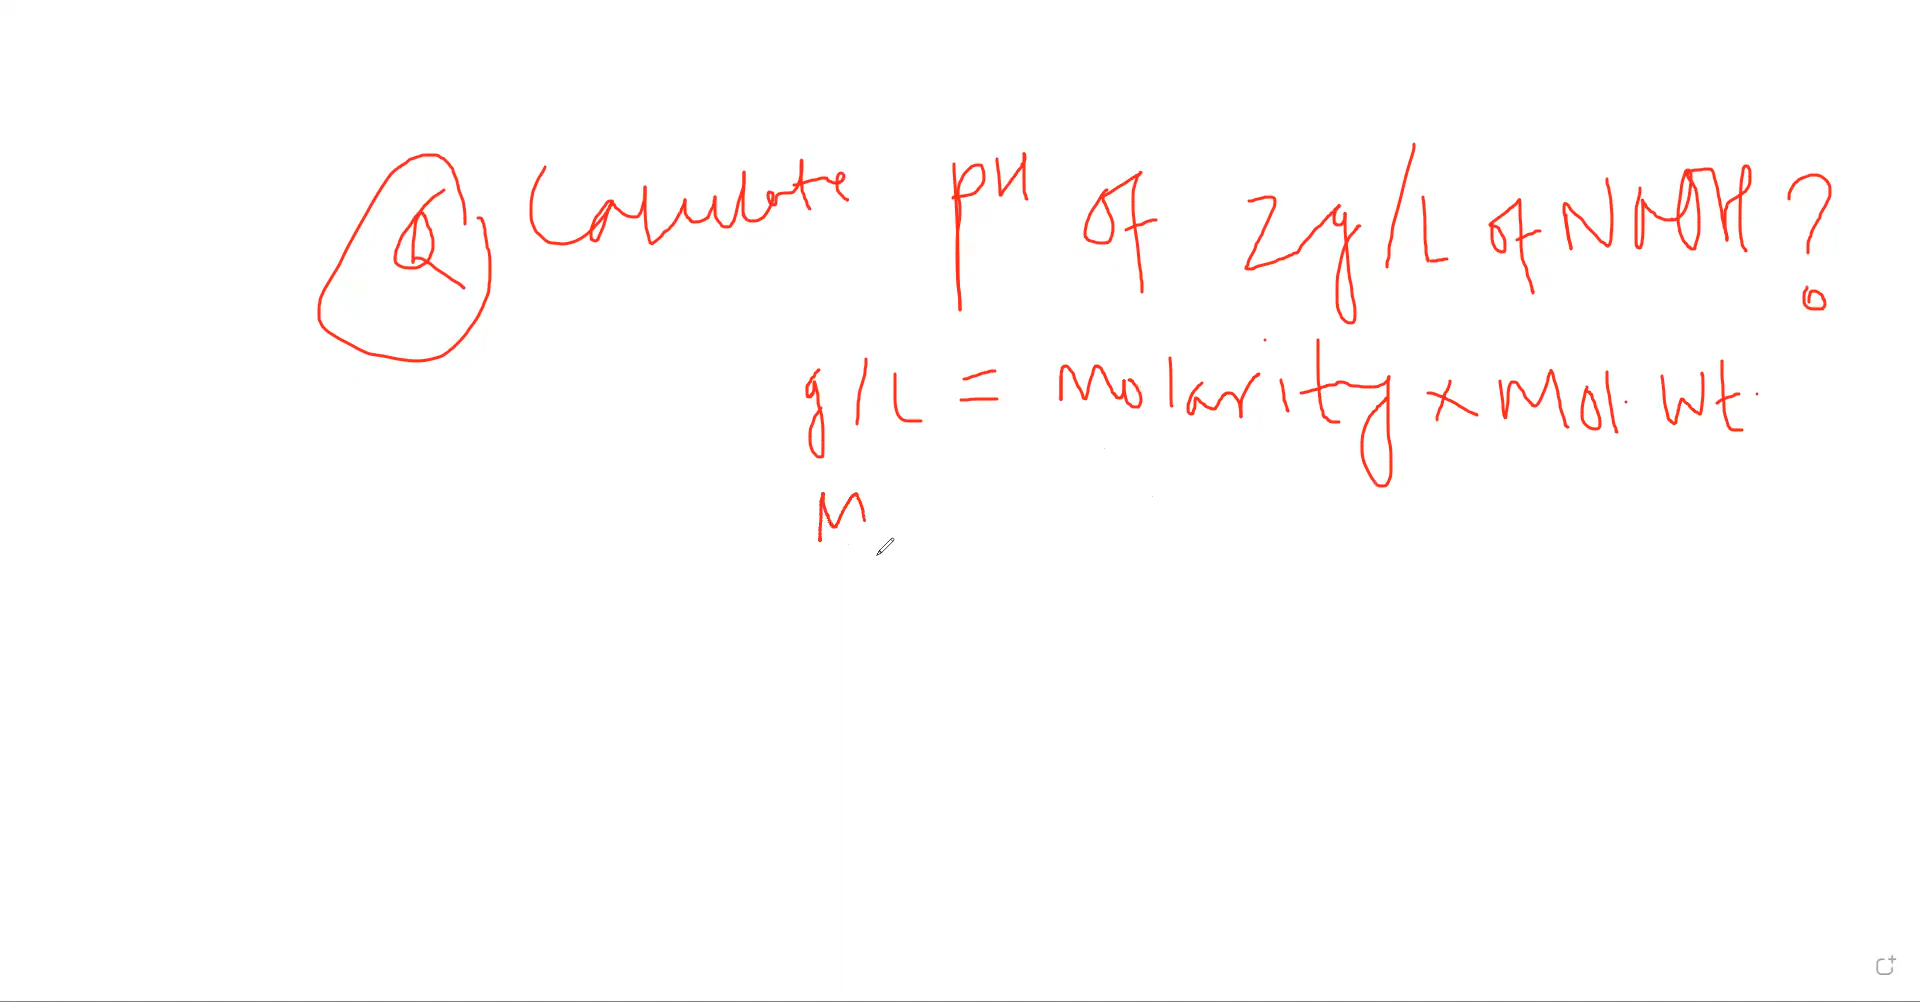 Q Calculate pH of 2g/L of NaOH ?
g/L = Molarity × Mol. Wt.
M